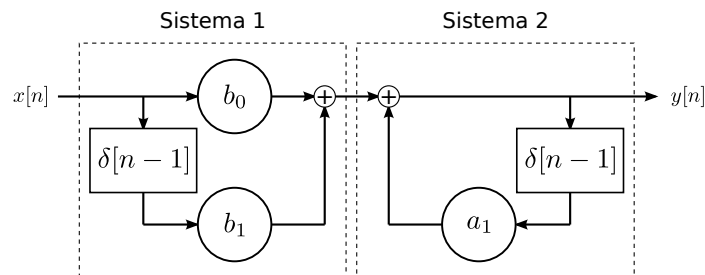 Sistema 1
Sistema 2
x[n]
b₀
+
+
y[n]
δ[n − 1]
δ[n − 1]
b₁
a₁